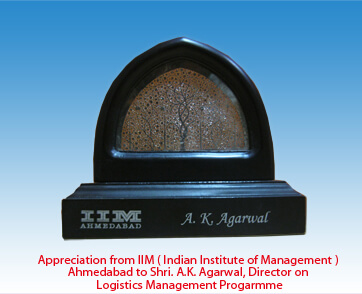 IIM
AHMEDABAD
A. K. Agarwal
Appreciation from IIM ( Indian Institute of Management )
Ahmedabad to Shri. A.K. Agarwal, Director on
Logistics Management Progarmme